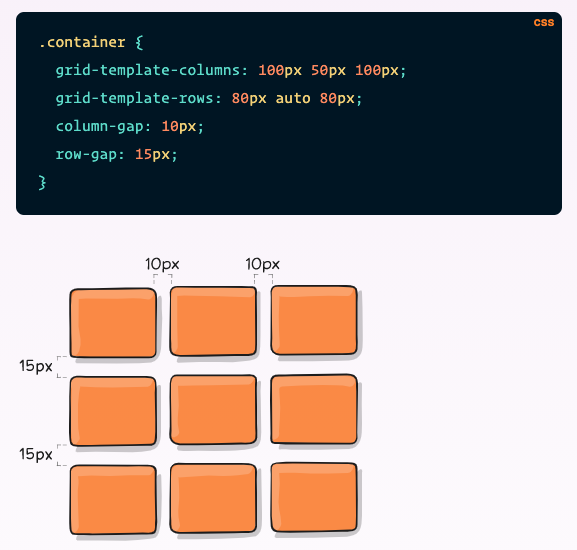 css
.container {
  grid-template-columns: 100px 50px 100px;
  grid-template-rows: 80px auto 80px;
  column-gap: 10px;
  row-gap: 15px;
}
10px 10px
15px
15px